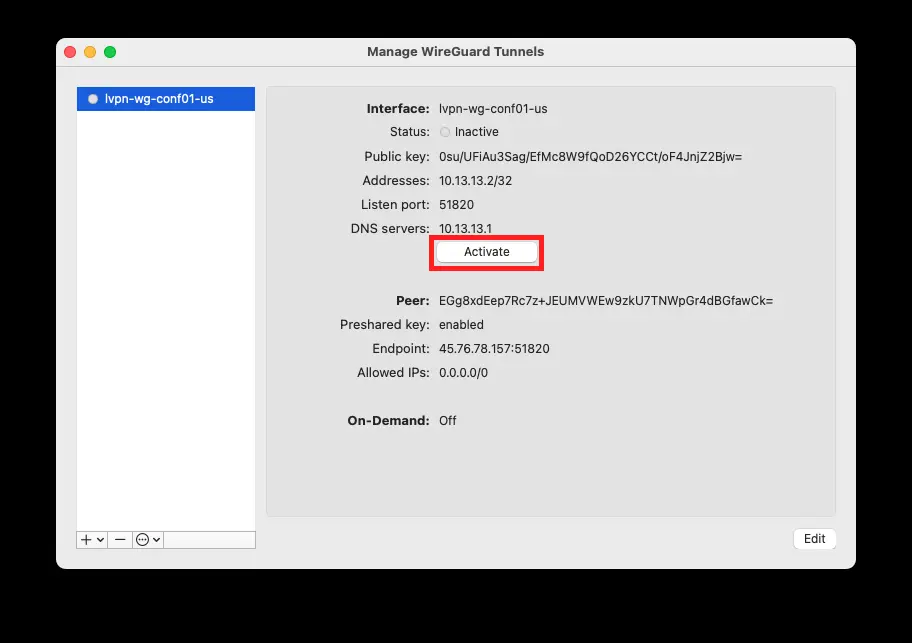 Manage WireGuard Tunnels
lvpn-wg-conf01-us
Interface: lvpn-wg-conf01-us
Status: Inactive
Public key: 0su/UFiAu3Sag/EfMc8W9fQoD26YCCt/oF4JnjZ2Bjw=
Addresses: 10.13.13.2/32
Listen port: 51820
DNS servers: 10.13.13.1
Activate
Peer: EGg8xdEep7Rc7z+JEUMVWEw9zkU7TNWpGr4dBGfawCk=
Preshared key: enabled
Endpoint: 45.76.78.157:51820
Allowed IPs: 0.0.0.0/0
On-Demand: Off
Edit